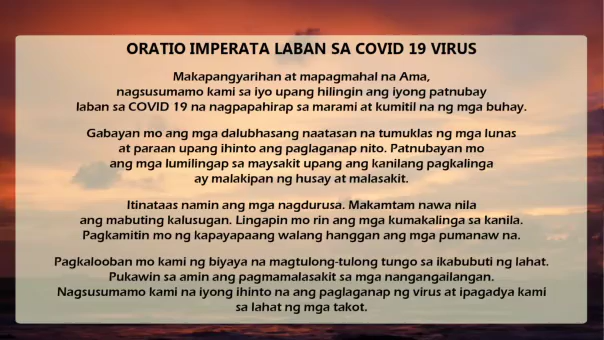 ORATIO IMPERATA LABAN SA COVID 19 VIRUS
Makapangyarihan at mapagmahal na Ama,
nagsusumamo kami sa iyo upang hilingin ang iyong patnubay
laban sa COVID 19 na nagpapahirap sa marami at kumitil na ng mga buhay.
Gabayan mo ang mga dalubhasang naatasan na tumuklas ng mga lunas
at paraan upang ihinto ang paglaganap nito. Patnubayan mo
ang mga lumilingap sa maysakit upang ang kanilang pagkalinga
ay malakipan ng husay at malasakit.
Itinataas namin ang mga nagdurusa. Makamtam nawa nila
ang mabuting kalusugan. Lingapin mo rin ang mga kumakalinga sa kanila.
Pagkamitin mo ng kapayapaang walang hanggan ang mga pumanaw na.
Pagkalooban mo kami ng biyaya na magtulong-tulong tungo sa ikabubuti ng lahat.
Pukawin sa amin ang pagmamalasakit sa mga nangangailangan.
Nagsusumamo kami na iyong ihinto na ang paglaganap ng virus at ipagadya kami
sa lahat ng mga takot.